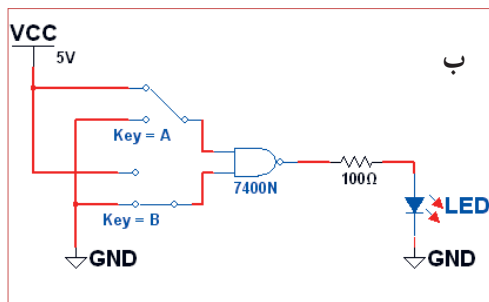 VCC
5V
ب
Key = A
7400N
100Ω
LED
Key = B
GND
GND